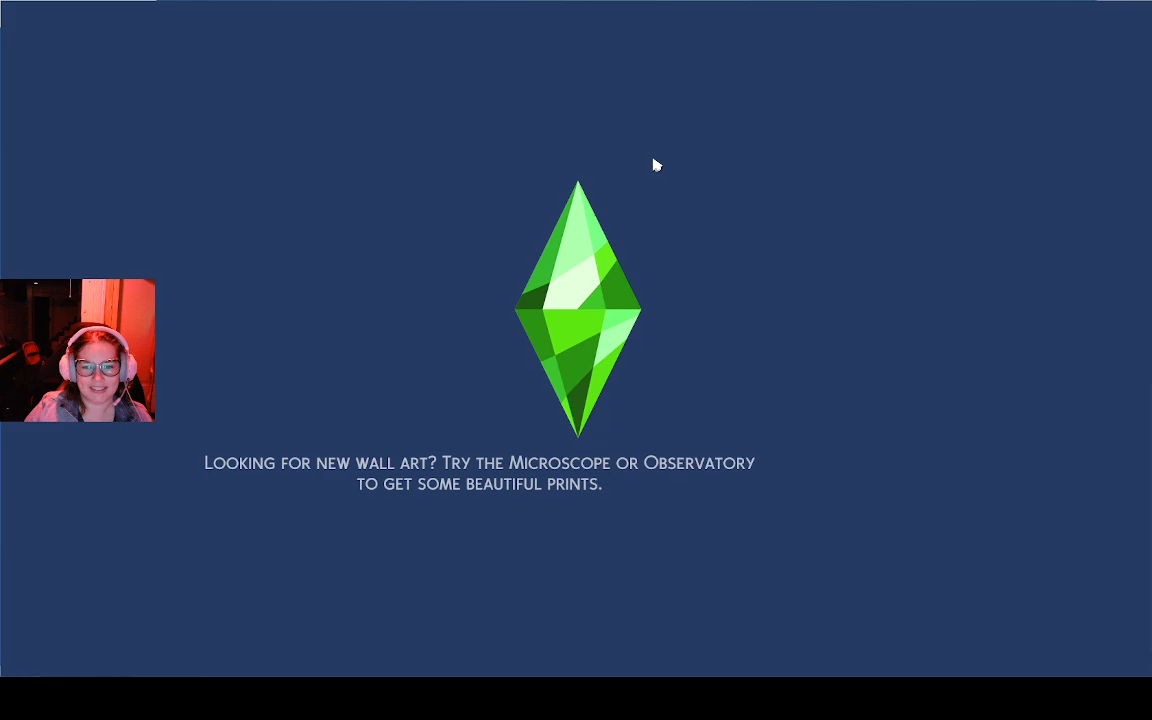 Looking for new wall art? Try the Microscope or Observatory
to get some beautiful prints.